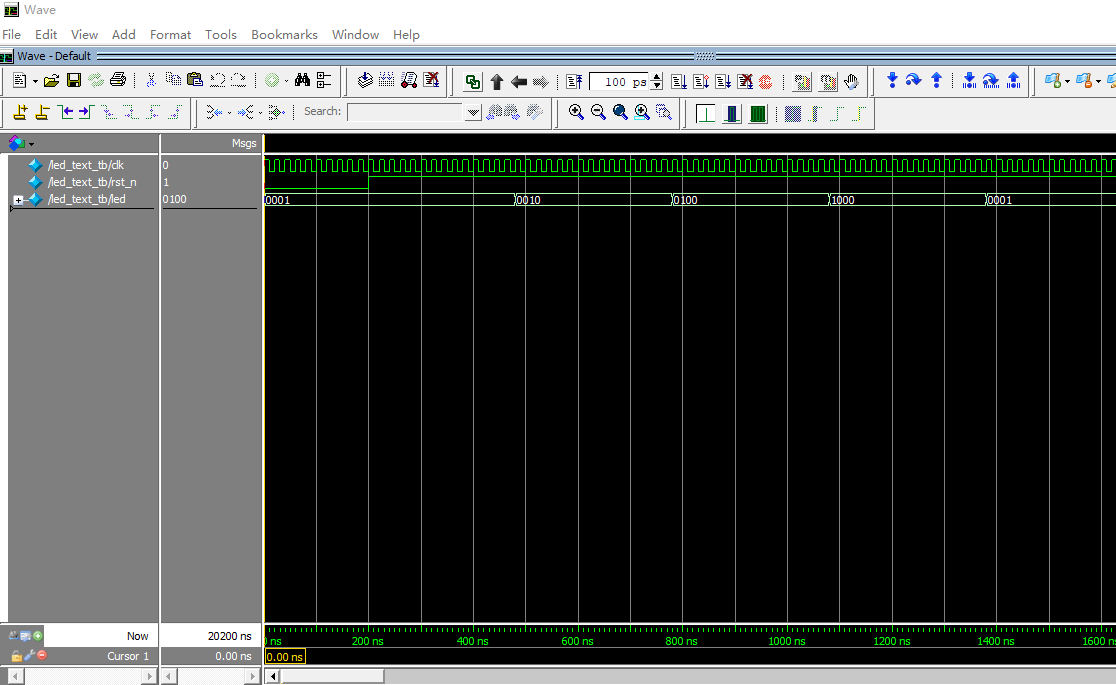 Wave
File Edit View Add Format Tools Bookmarks Window Help
Wave - Default
100 ps
Search:
Msgs
/led_text_tb/clk 0
/led_text_tb/rst_n 1
/led_text_tb/led 0100 0001 0010 0100 1000 0001
Now 20200 ns ns 200 ns 400 ns 600 ns 800 ns 1000 ns 1200 ns 1400 ns 1600 ns
Cursor 1 0.00 ns 0.00 ns